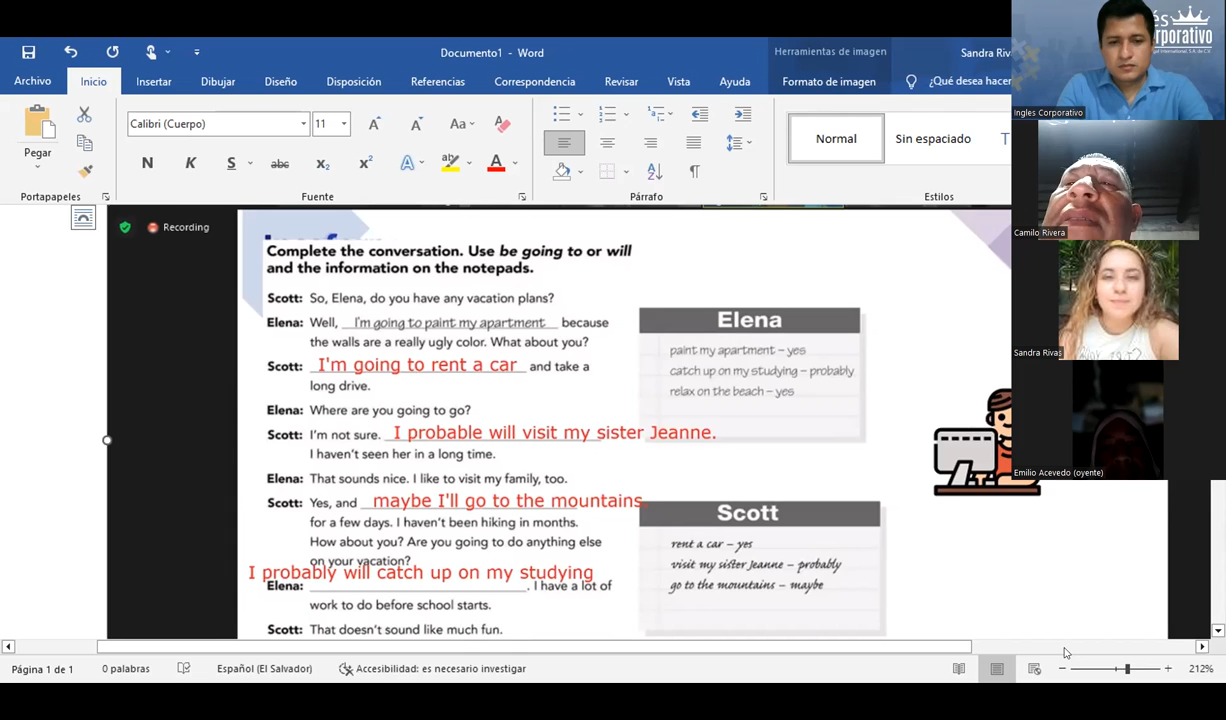 Documento1 - Word
Herramientas de imagen
Sandra Riv
Archivo
Inicio
Insertar
Dibujar
Diseño
Disposición
Referencias
Correspondencia
Revisar
Vista
Ayuda
Formato de imagen
¿Qué desea hacer
Pegar
Portapapeles
Calibri (Cuerpo)
11
Aa
N K S abc x₂ x²
Fuente
Párrafo
Normal
Sin espaciado
T
Estilos
és
corporativo
Ingles Corporativo
Camilo Rivera
Sandra Rivas
Emilio Acevedo (oyente)
Recording
Complete the conversation. Use be going to or will
and the information on the notepads.
Scott: So, Elena, do you have any vacation plans?
Elena: Well, I'm going to paint my apartment because
the walls are a really ugly color. What about you?
Scott: I'm going to rent a car and take a
long drive.
Elena: Where are you going to go?
Scott: I'm not sure. I probable will visit my sister Jeanne.
I haven't seen her in a long time.
Elena: That sounds nice. I like to visit my family, too.
Scott: Yes, and maybe I'll go to the mountains.
for a few days. I haven't been hiking in months.
How about you? Are you going to do anything else
on your vacation?
I probably will catch up on my studying
Elena: . I have a lot of
work to do before school starts.
Scott: That doesn't sound like much fun.
Elena
paint my apartment – yes
catch up on my studying – probably
relax on the beach – yes
Scott
rent a car – yes
visit my sister Jeanne – probably
go to the mountains – maybe
Página 1 de 1
0 palabras
Español (El Salvador)
Accesibilidad: es necesario investigar
212%